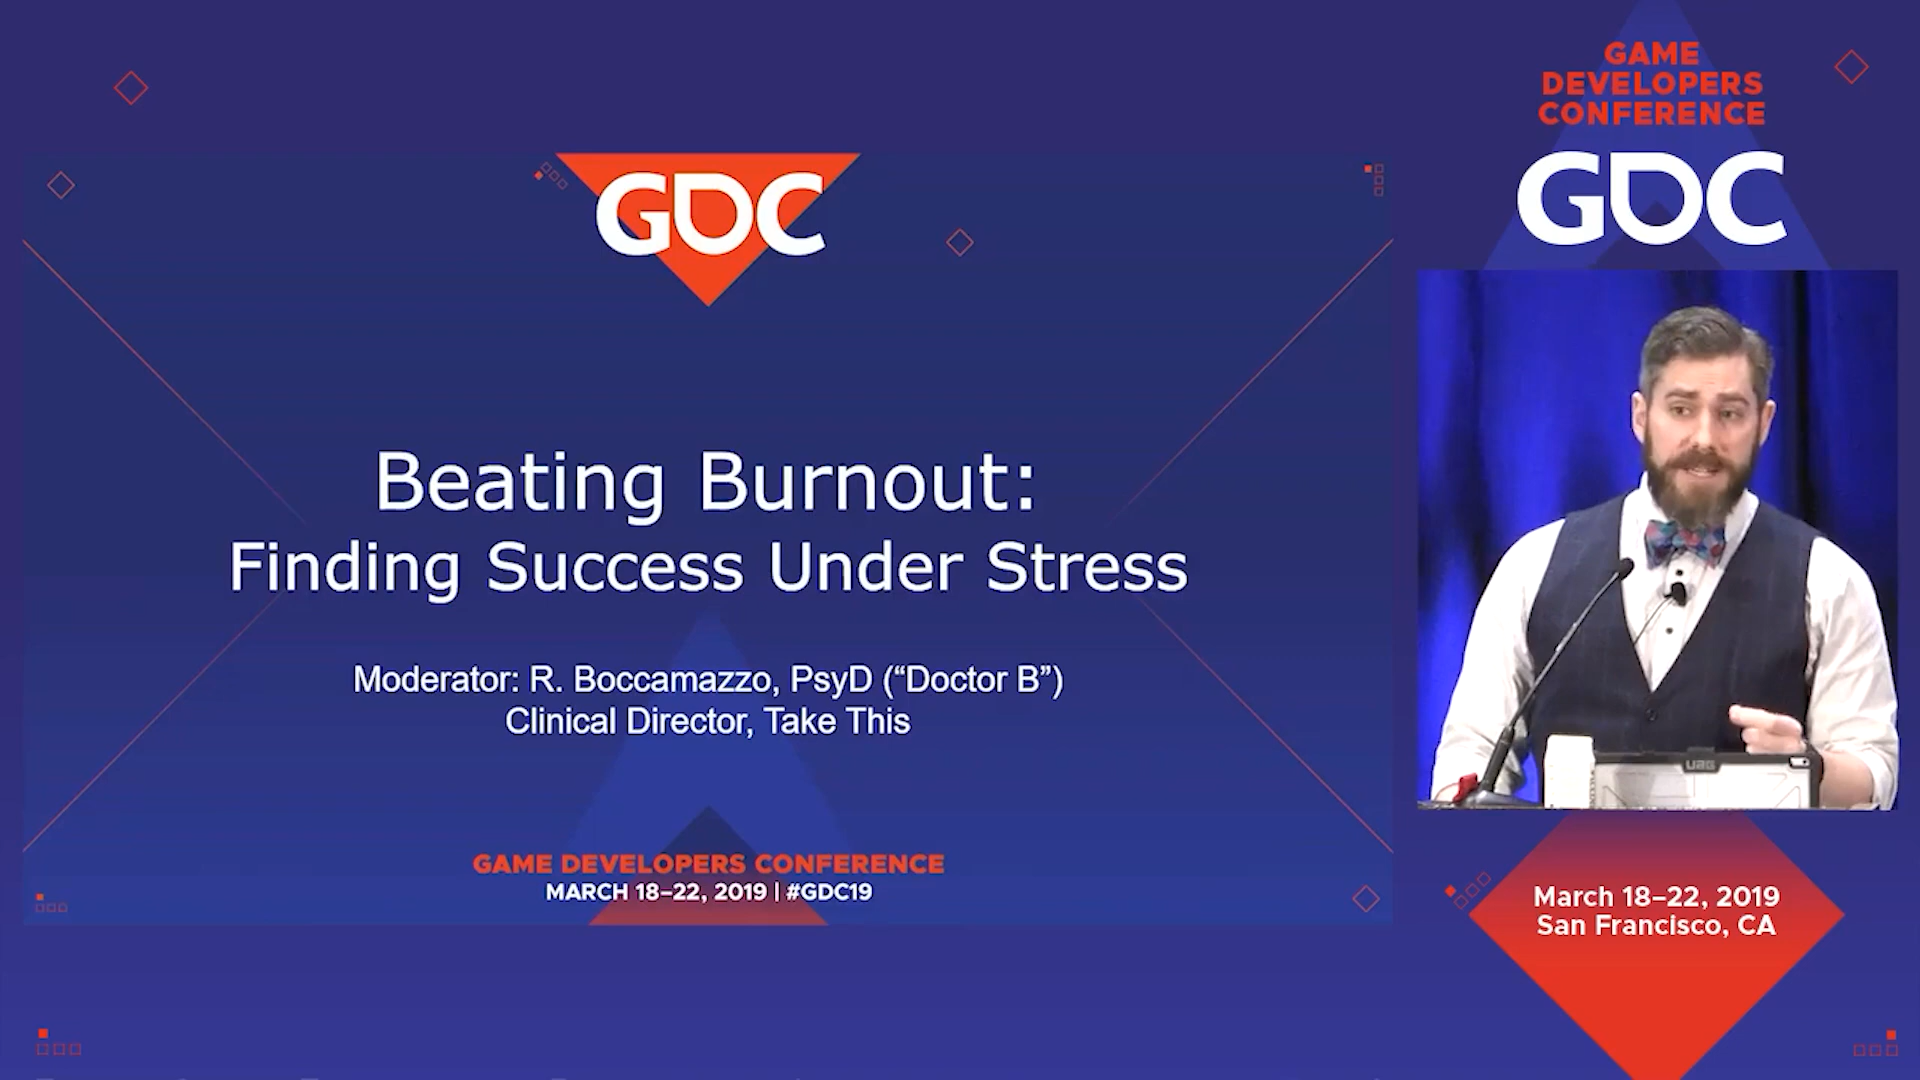 GDC
Beating Burnout:
Finding Success Under Stress
Moderator: R. Boccamazzo, PsyD (“Doctor B”)
Clinical Director, Take This
GAME DEVELOPERS CONFERENCE
MARCH 18–22, 2019 | #GDC19
GAME
DEVELOPERS
CONFERENCE
GDC
UAG
March 18–22, 2019
San Francisco, CA